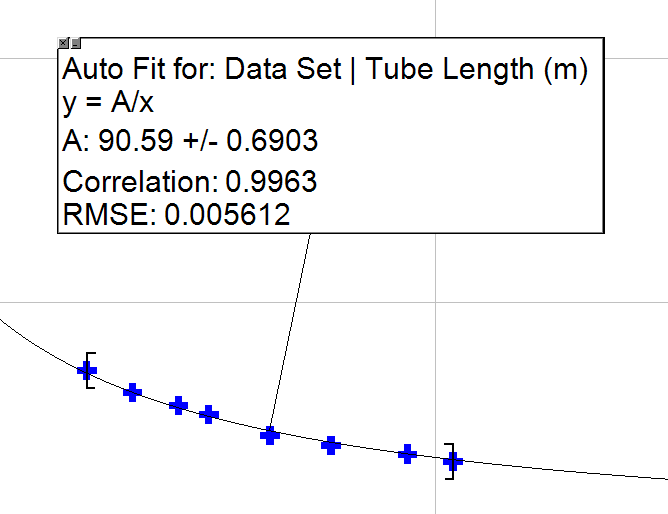 Auto Fit for: Data Set | Tube Length (m)
y = A/x
A: 90.59 +/- 0.6903
Correlation: 0.9963
RMSE: 0.005612